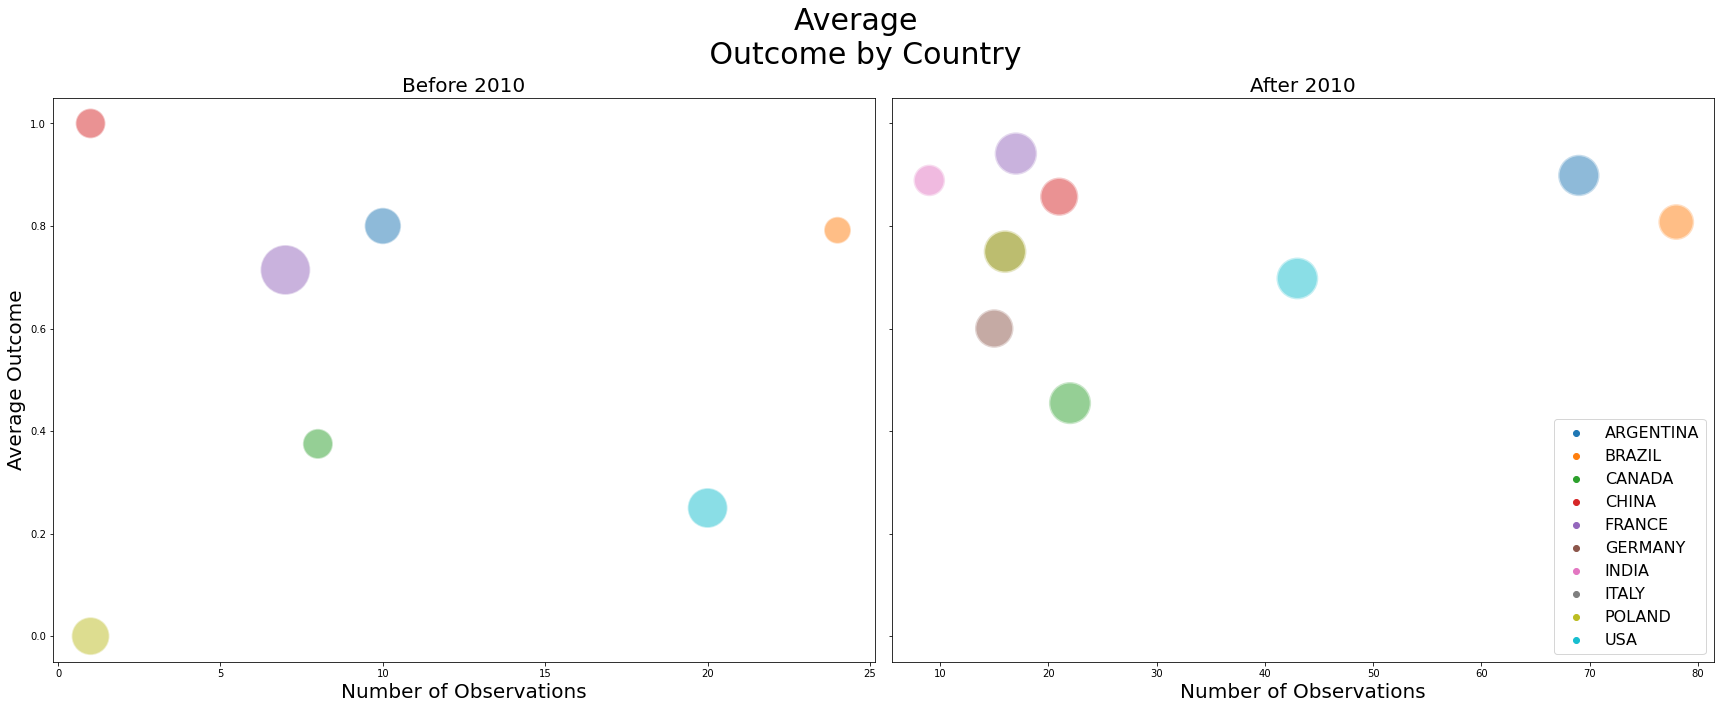 Average
Outcome by Country
Before 2010
After 2010
Average Outcome
1.0
0.8
0.6
0.4
0.2
0.0
0
5
10
15
20
25
Number of Observations
10
20
30
40
50
60
70
80
Number of Observations
ARGENTINA
BRAZIL
CANADA
CHINA
FRANCE
GERMANY
INDIA
ITALY
POLAND
USA